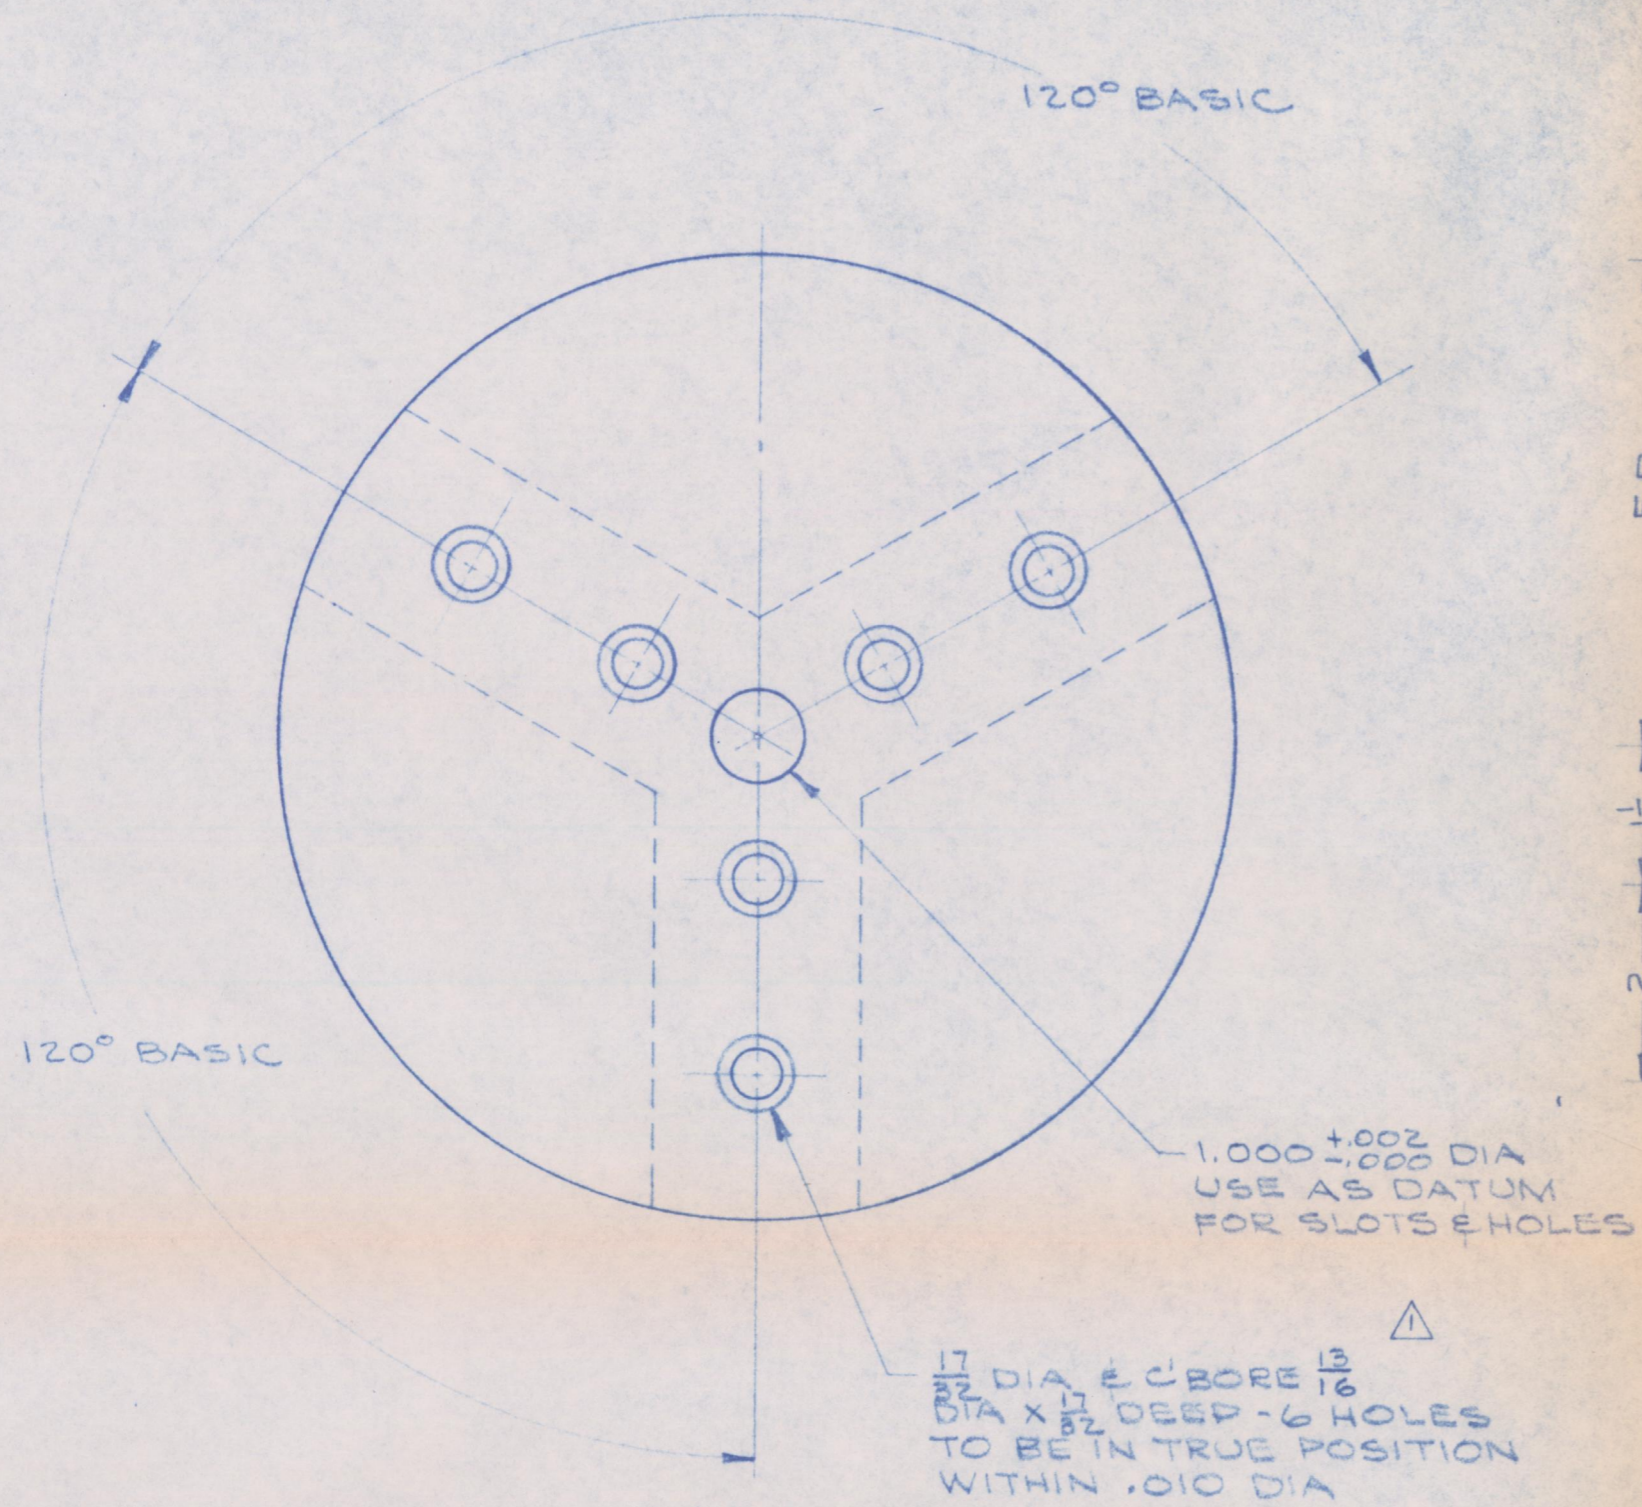 120° BASIC
120° BASIC
1.000 +.002 -.000 DIA
USE AS DATUM
FOR SLOTS & HOLES
1
17/32 DIA & C'BORE 13/16
DIA X 17/32 DEEP - 6 HOLES
TO BE IN TRUE POSITION
WITHIN .010 DIA